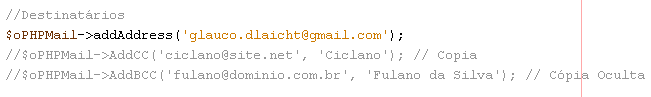 //Destinatários
$oPHPMail->addAddress('glauco.dlaicht@gmail.com');
//$oPHPMail->AddCC('ciclano@site.net', 'Ciclano'); // Copia
//$oPHPMail->AddBCC('fulano@dominio.com.br', 'Fulano da Silva'); // Cópia Oculta